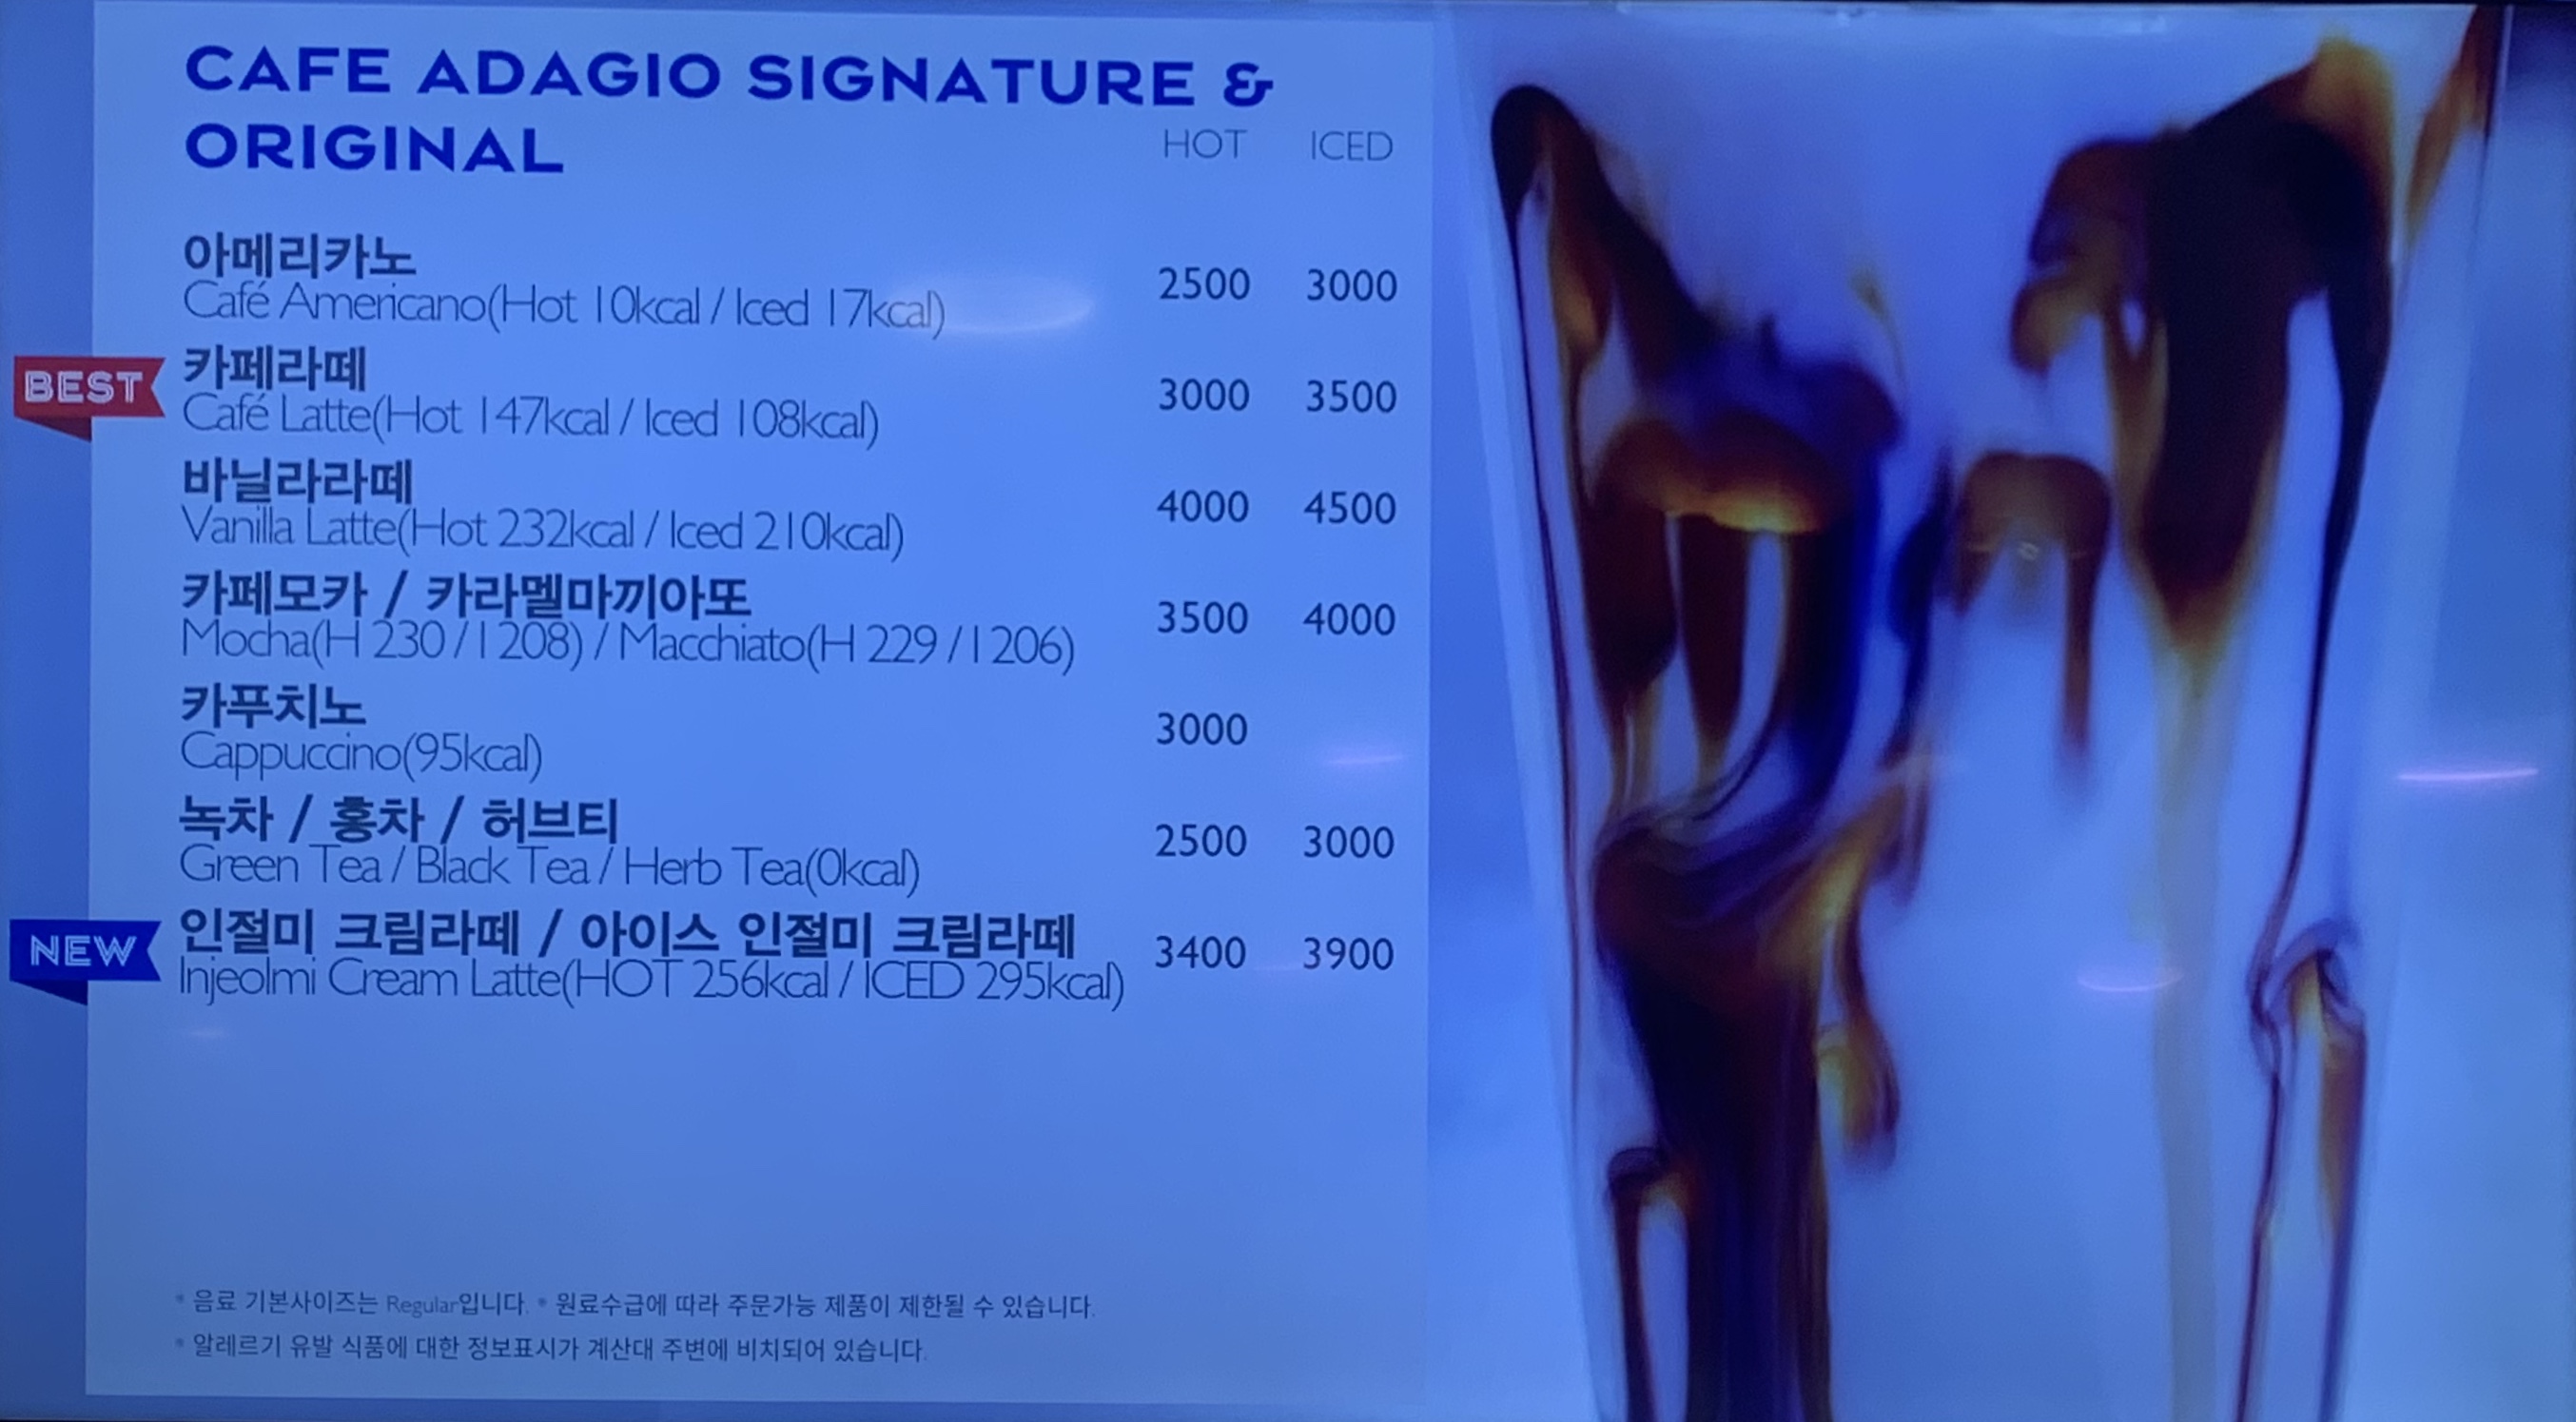 CAFE ADAGIO SIGNATURE &
ORIGINAL
HOT ICED
아메리카노
Café Americano(Hot 10kcal / Iced 17kcal)
2500 3000
BEST
카페라떼
Café Latte(Hot 147kcal / Iced 108kcal)
3000 3500
바닐라라떼
Vanilla Latte(Hot 232kcal / Iced 210kcal)
4000 4500
카페모카 / 카라멜마끼아또
Mocha(H 230 / I 208) / Macchiato(H 229 / I 206)
3500 4000
카푸치노
Cappuccino(95kcal)
3000
녹차 / 홍차 / 허브티
Green Tea / Black Tea / Herb Tea(0kcal)
2500 3000
NEW
인절미 크림라떼 / 아이스 인절미 크림라떼
Injeolmi Cream Latte(HOT 256kcal / ICED 295kcal)
3400 3900
* 음료 기본사이즈는 Regular입니다. * 원료수급에 따라 주문가능 제품이 제한될 수 있습니다.
* 알레르기 유발 식품에 대한 정보표시가 계산대 주변에 비치되어 있습니다.